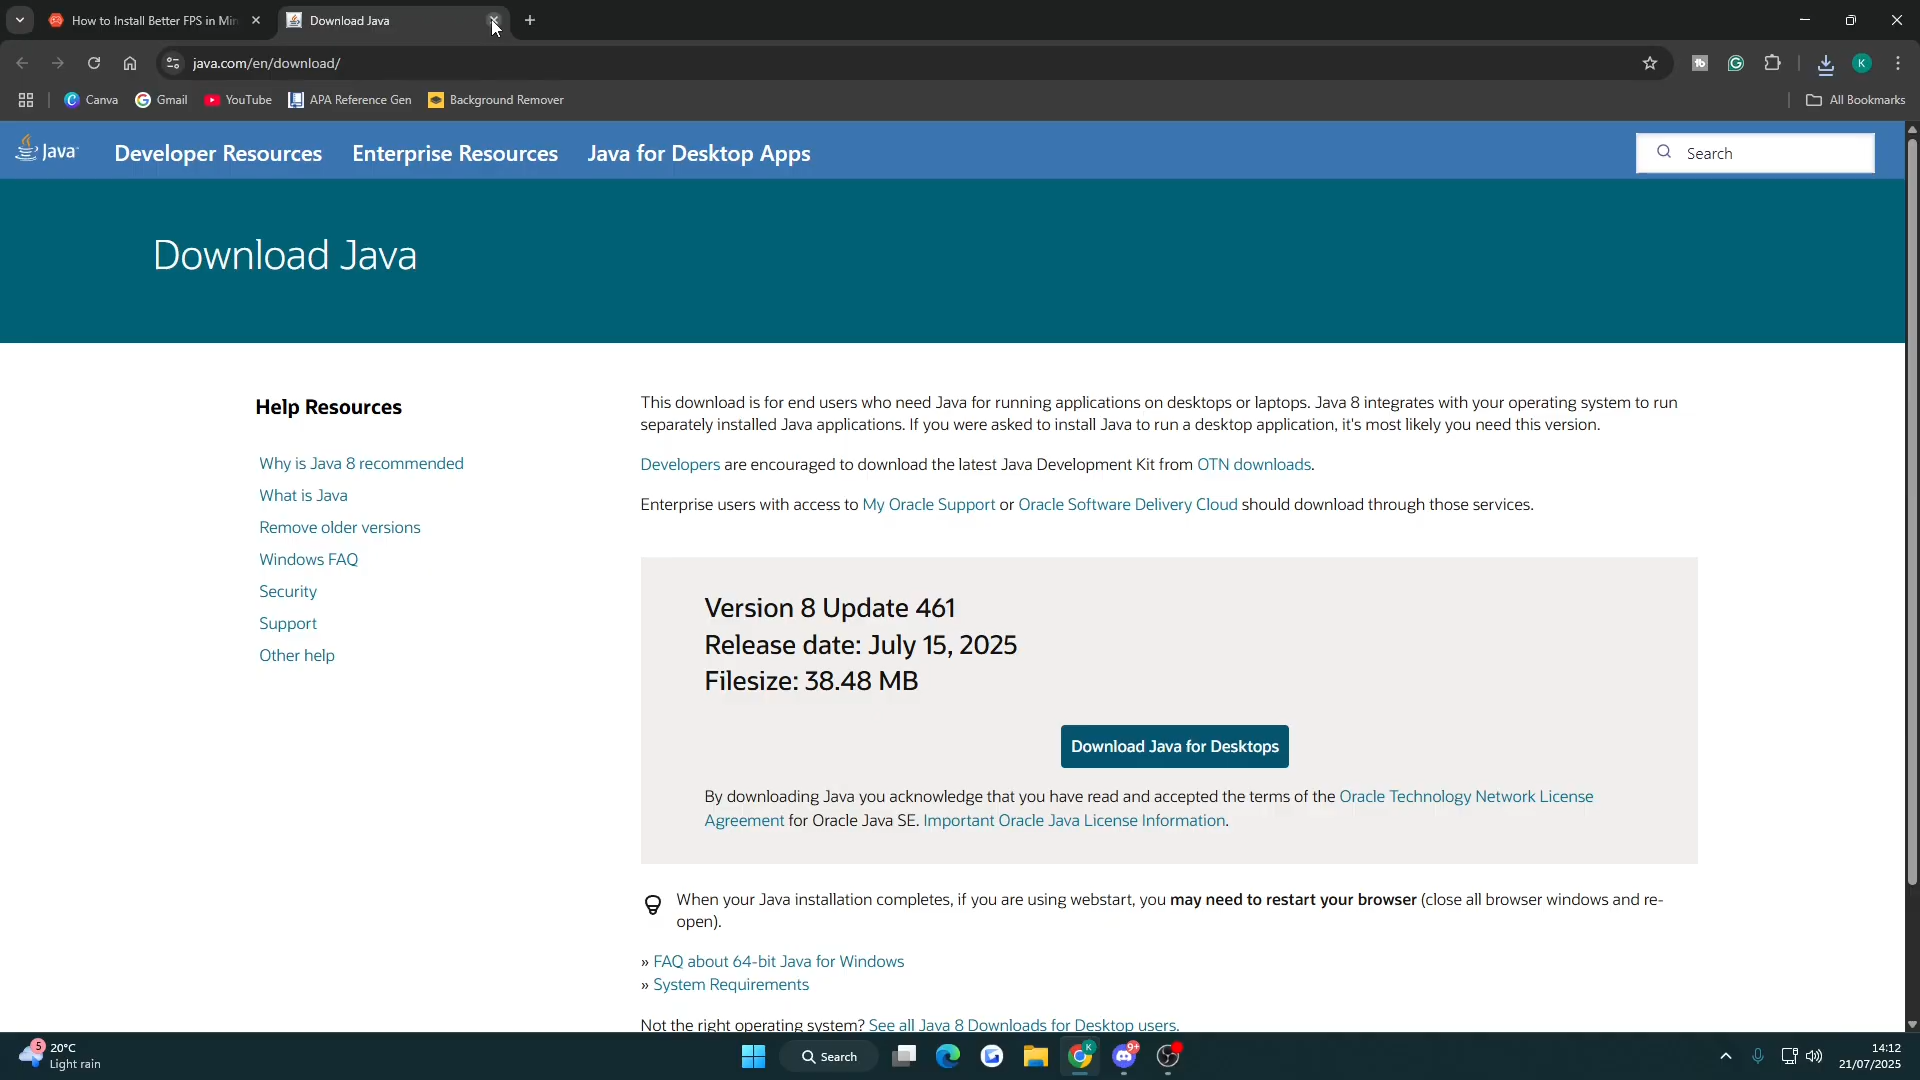 How to Install Better FPS in Min
Download Java
java.com/en/download/
K
Canva
Gmail
YouTube
APA Reference Gen
Background Remover
All Bookmarks
Java
Developer Resources
Enterprise Resources
Java for Desktop Apps
Search
Download Java
Help Resources
Why is Java 8 recommended
What is Java
Remove older versions
Windows FAQ
Security
Support
Other help
This download is for end users who need Java for running applications on desktops or laptops. Java 8 integrates with your operating system to run
separately installed Java applications. If you were asked to install Java to run a desktop application, it's most likely you need this version.
Developers are encouraged to download the latest Java Development Kit from OTN downloads.
Enterprise users with access to My Oracle Support or Oracle Software Delivery Cloud should download through those services.
Version 8 Update 461
Release date: July 15, 2025
Filesize: 38.48 MB
Download Java for Desktops
By downloading Java you acknowledge that you have read and accepted the terms of the Oracle Technology Network License
Agreement for Oracle Java SE. Important Oracle Java License Information.
When your Java installation completes, if you are using webstart, you may need to restart your browser (close all browser windows and re-
open).
» FAQ about 64-bit Java for Windows
» System Requirements
Not the right operating system? See all Java 8 Downloads for Desktop users.
5
20°C
Light rain
Search
K
9+
14:12
21/07/2025